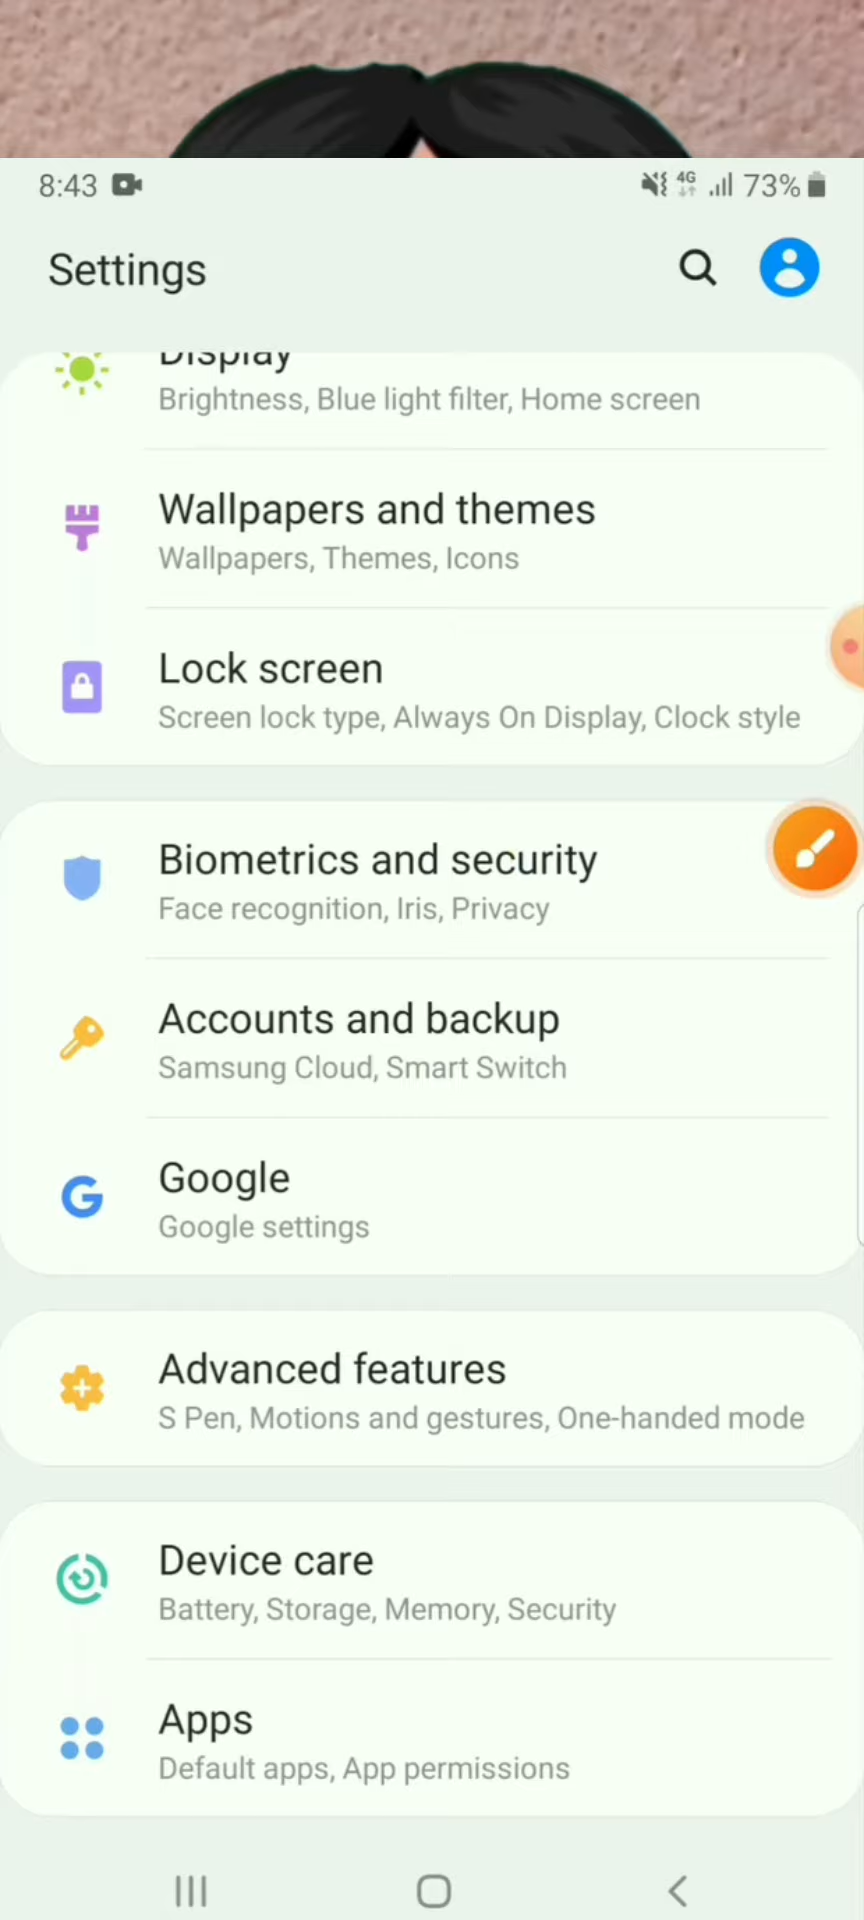 8:43 4G 73%
Settings
Display
Brightness, Blue light filter, Home screen
Wallpapers and themes
Wallpapers, Themes, Icons
Lock screen
Screen lock type, Always On Display, Clock style
Biometrics and security
Face recognition, Iris, Privacy
Accounts and backup
Samsung Cloud, Smart Switch
G
Google
Google settings
Advanced features
S Pen, Motions and gestures, One-handed mode
Device care
Battery, Storage, Memory, Security
Apps
Default apps, App permissions